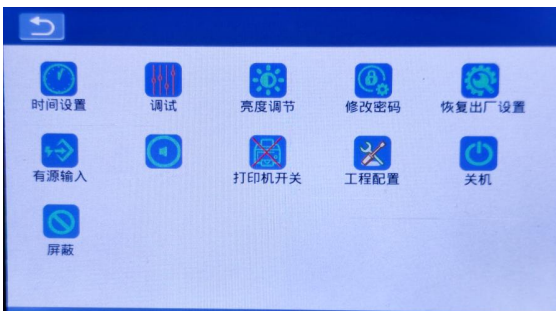 时间设置
调试
亮度调节
修改密码
恢复出厂设置
有源输入
打印机开关
工程配置
关机
屏蔽